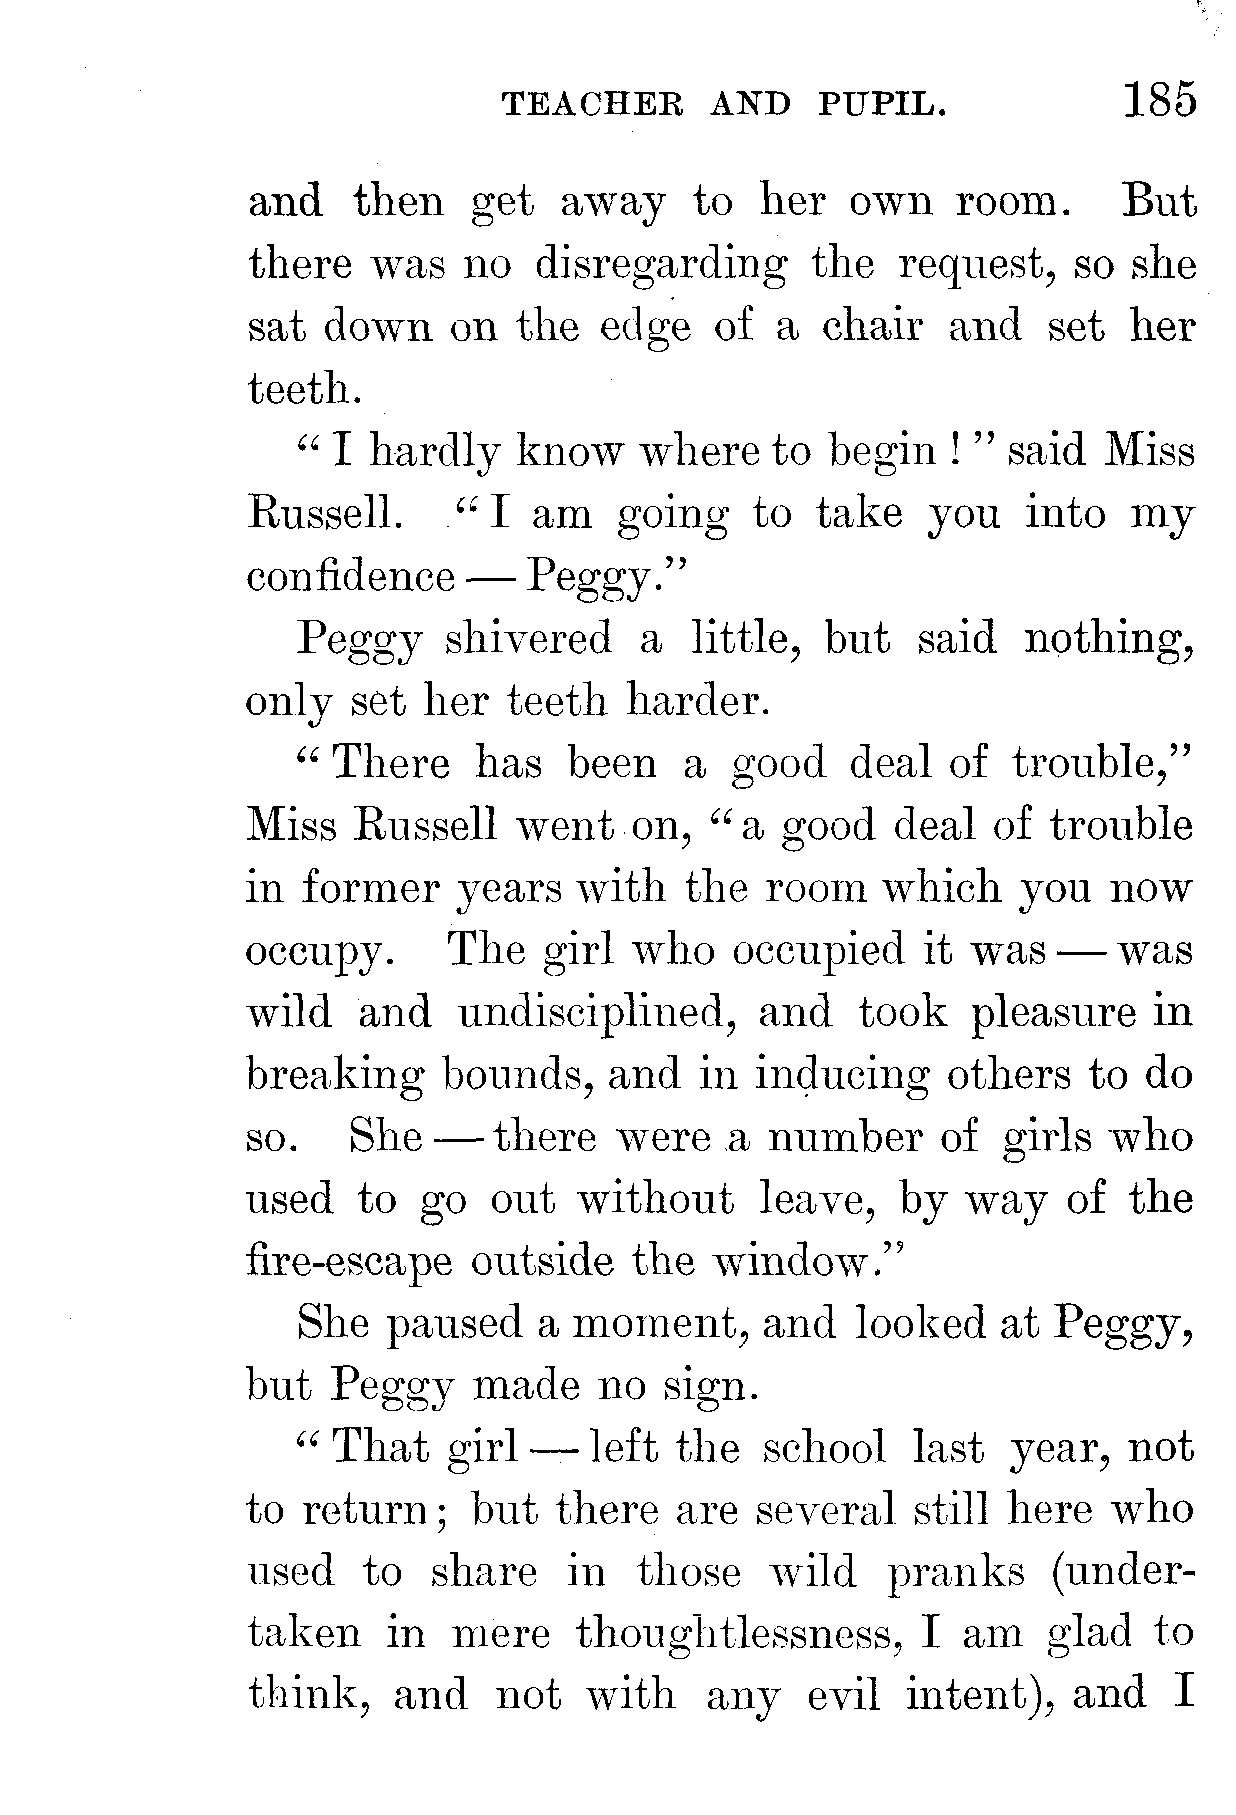 TEACHER AND PUPIL. 185
and then get away to her own room. But
there was no disregarding the request, so she
sat down on the edge of a chair and set her
teeth.
“ I hardly know where to begin ! ” said Miss
Russell. “ I am going to take you into my
confidence — Peggy.”
Peggy shivered a little, but said nothing,
only set her teeth harder.
“ There has been a good deal of trouble,”
Miss Russell went on, “ a good deal of trouble
in former years with the room which you now
occupy. The girl who occupied it was — was
wild and undisciplined, and took pleasure in
breaking bounds, and in inducing others to do
so. She — there were a number of girls who
used to go out without leave, by way of the
fire-escape outside the window.”
She paused a moment, and looked at Peggy,
but Peggy made no sign.
“ That girl — left the school last year, not
to return ; but there are several still here who
used to share in those wild pranks (under-
taken in mere thoughtlessness, I am glad to
think, and not with any evil intent), and I